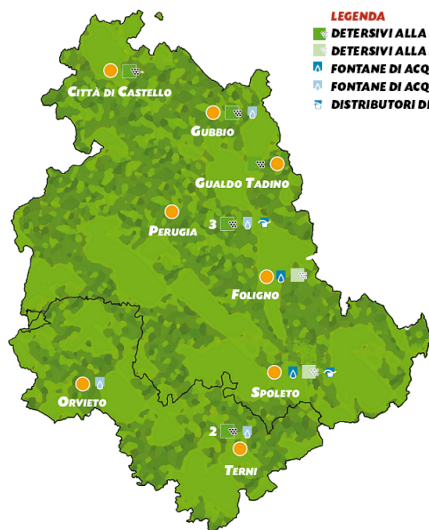 LEGENDA
DETERSIVI ALLA
DETERSIVI ALLA
FONTANE DI ACQ
FONTANE DI ACQ
DISTRIBUTORI DI
CITTÀ DI CASTELLO
GUBBIO
GUALDO TADINO
PERUGIA
3
FOLIGNO
SPOLETO
ORVIETO
2
TERNI